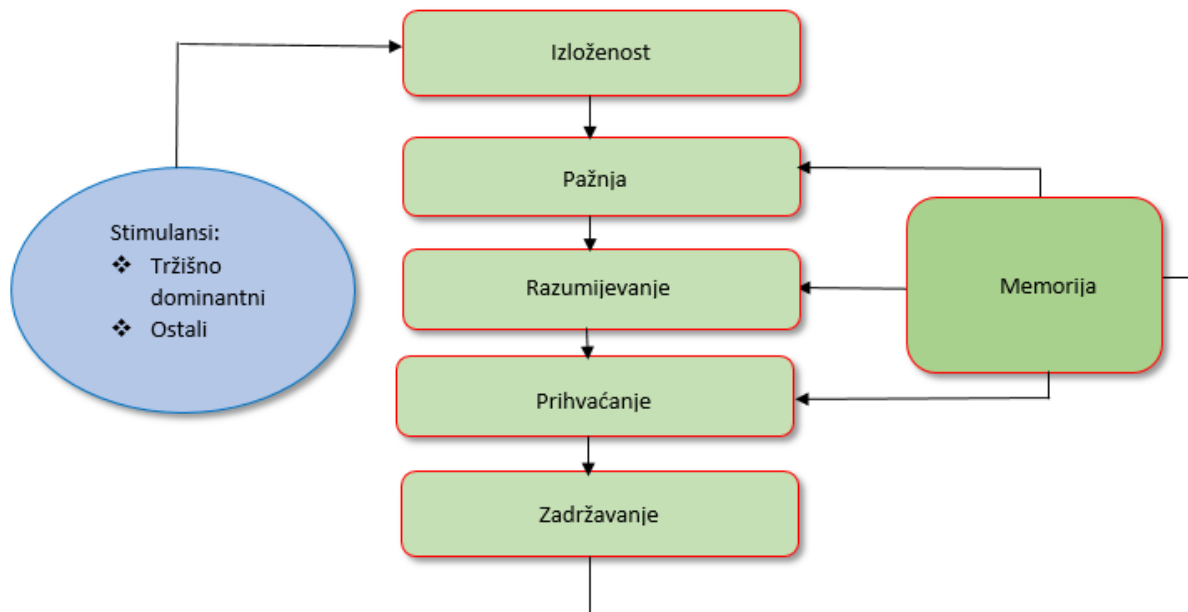 Izloženost
Pažnja
Stimulansi:
❖ Tržišno
dominantni
❖ Ostali
Razumijevanje
Memorija
Prihvaćanje
Zadržavanje